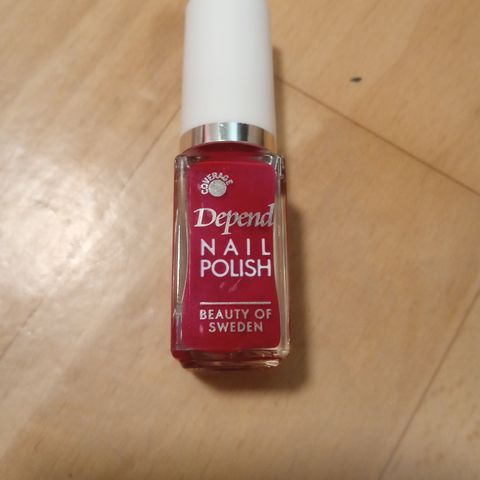 COVERAGE
Depend
NAIL
POLISH
BEAUTY OF
SWEDEN